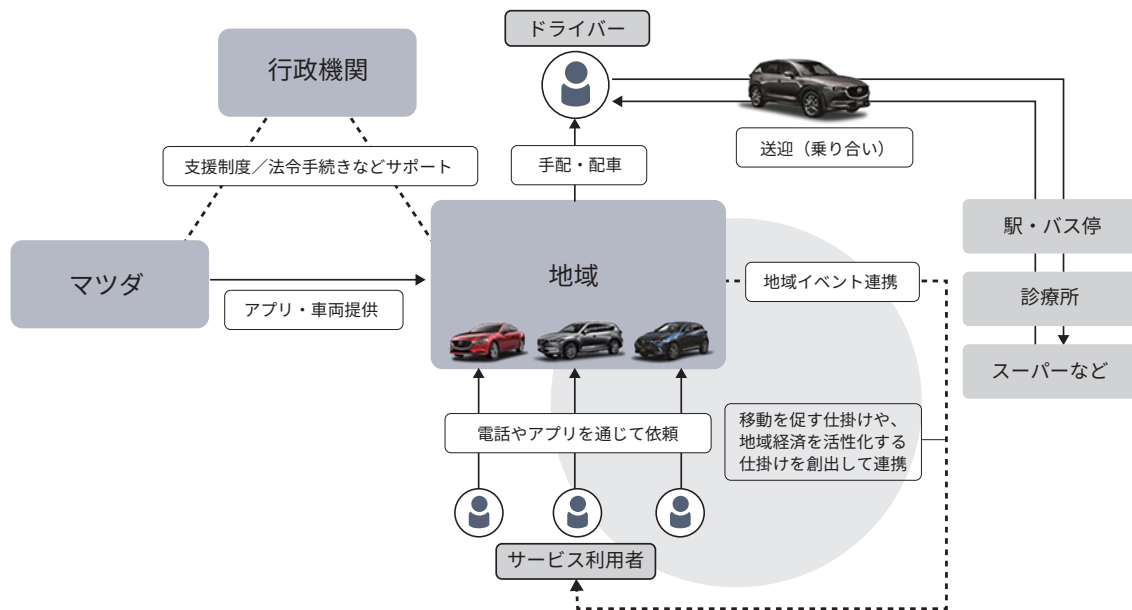 ドライバー
行政機関
送迎（乗り合い）
支援制度／法令手続きなどサポート
手配・配車
駅・バス停
マツダ
地域
地域イベント連携
診療所
アプリ・車両提供
スーパーなど
電話やアプリを通じて依頼
移動を促す仕掛けや、
地域経済を活性化する
仕掛けを創出して連携
サービス利用者